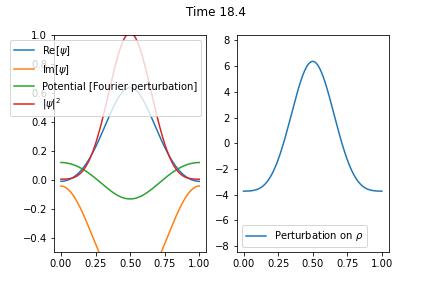 Time 18.4
Re[ψ]
Im[ψ]
Potential [Fourier perturbation]
|ψ|²
1.0
0.8
0.6
0.4
0.2
0.0
−0.2
−0.4
0.00 0.25 0.50 0.75 1.00
8
6
4
2
0
−2
−4
−6
−8
Perturbation on ρ
0.00 0.25 0.50 0.75 1.00